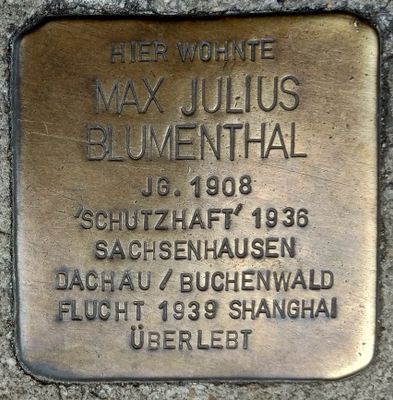 HIER WOHNTE
MAX JULIUS
BLUMENTHAL
JG. 1908
'SCHUTZHAFT' 1936
SACHSENHAUSEN
DACHAU / BUCHENWALD
FLUCHT 1939 SHANGHAI
ÜBERLEBT